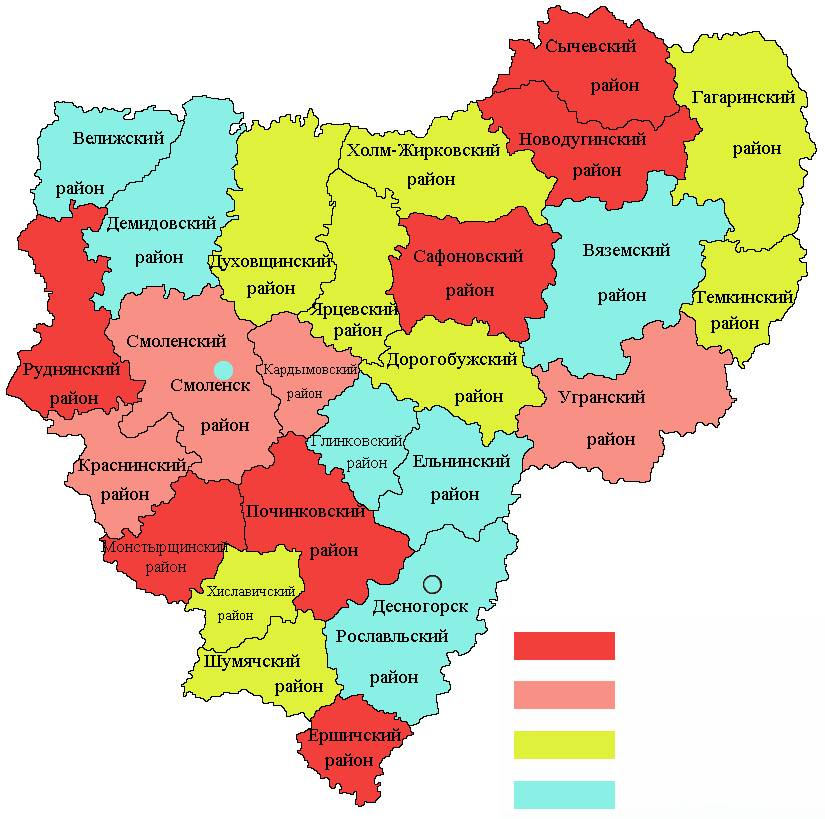 Сычевский
район
Гагаринский
район
Новодугинский
район
Холм-Жирковский
район
Велижский
район
Демидовский
район
Духовщинский
район
Ярцевский
район
Сафоновский
район
Вяземский
район
Темкинский
район
Руднянский
район
Смоленский
Смоленск
район
Кардымовский
район
Дорогобужский
район
Угранский
район
Глинковский
район
Ельнинский
район
Краснинский
район
Монстырщинский
район
Починковский
район
Хиславичский
район
Десногорск
Рославльский
район
Шумячский
район
Ершичский
район